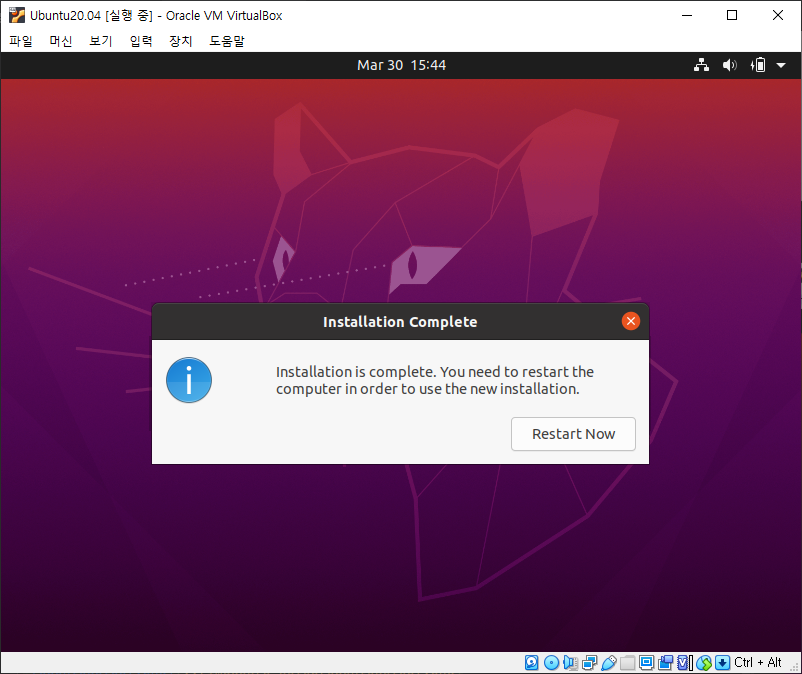 Ubuntu20.04 [실행 중] - Oracle VM VirtualBox
파일 머신 보기 입력 장치 도움말
Mar 30 15:44
Installation Complete
Installation is complete. You need to restart the
computer in order to use the new installation.
Restart Now
Ctrl + Alt